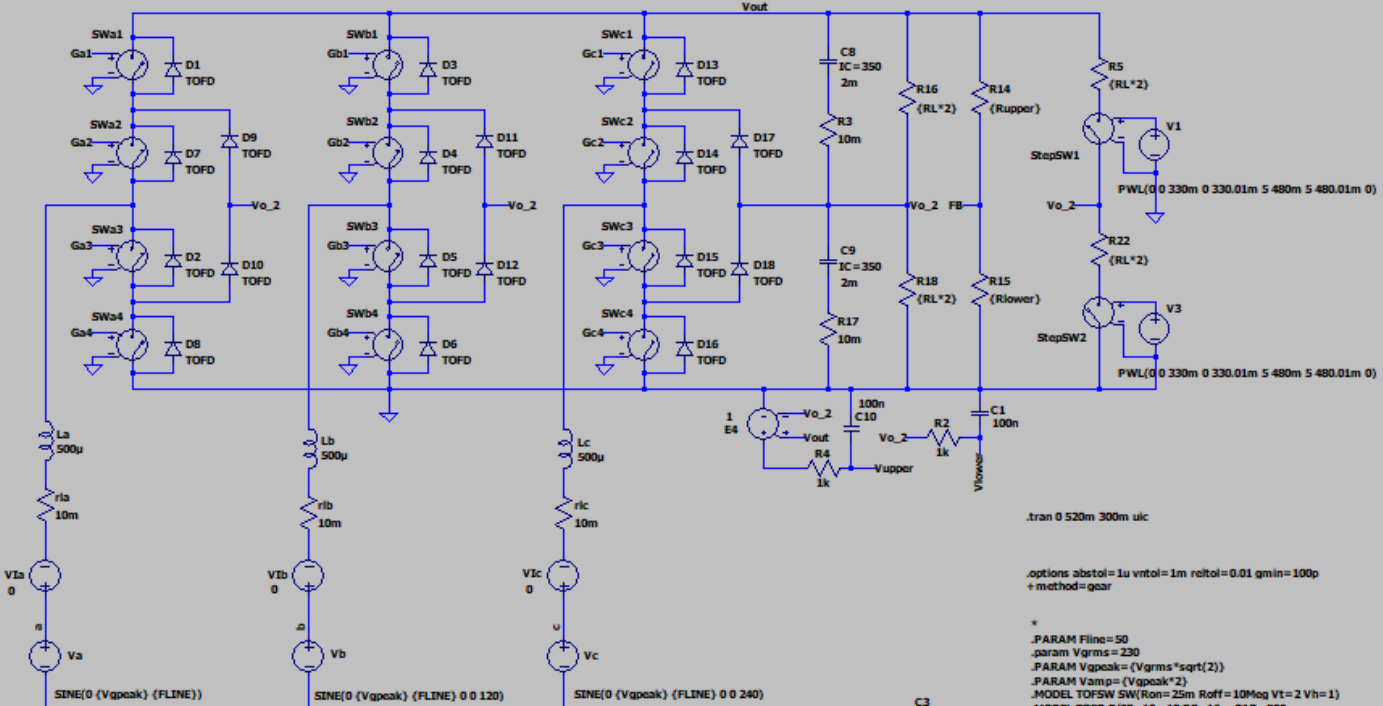 Vout
SWa1
Ga1
D1
TOFD
SWb1
Gb1
D3
TOFD
SWc1
Gc1
D13
TOFD
C8
IC=350
2m
R16
{RL*2}
R14
{Rupper}
R5
{RL*2}
SWa2
Ga2
D7
TOFD
D9
TOFD
SWb2
Gb2
D4
TOFD
D11
TOFD
SWc2
Gc2
D14
TOFD
D17
TOFD
R3
10m
StepSW1
V1
PWL(0 0 330m 0 330.01m 5 480m 5 480.01m 0)
Vo_2
Vo_2
Vo_2
FB
Vo_2
SWa3
Ga3
D2
TOFD
D10
TOFD
SWb3
Gb3
D5
TOFD
D12
TOFD
SWc3
Gc3
D15
TOFD
D18
TOFD
C9
IC=350
2m
R18
{RL*2}
R15
{Rlower}
R22
{RL*2}
SWa4
Ga4
D8
TOFD
SWb4
Gb4
D6
TOFD
SWc4
Gc4
D16
TOFD
R17
10m
StepSW2
V3
PWL(0 0 330m 0 330.01m 5 480m 5 480.01m 0)
1
E4
Vo_2
Vout
100n
C10
R4
1k
Vupper
Vo_2
R2
1k
C1
100n
Vlower
La
500µ
Lb
500µ
Lc
500µ
rla
10m
rlb
10m
rlc
10m
.tran 0 520m 300m uic
VIa
0
VIb
0
VIc
0
.options abstol=1u vntol=1m reltol=0.01 gmin=100p
+method=gear
a
b
c
Va
Vb
Vc
*
.PARAM Fline=50
.param Vgrms=230
.PARAM Vgpeak={Vgrms*sqrt(2)}
.PARAM Vamp={Vgpeak*2}
.MODEL TOFSW SW(Ron=25m Roff=10Meg Vt=2 Vh=1)
SINE(0 {Vgpeak} {FLINE})
SINE(0 {Vgpeak} {FLINE} 0 0 120)
SINE(0 {Vgpeak} {FLINE} 0 0 240)
C3